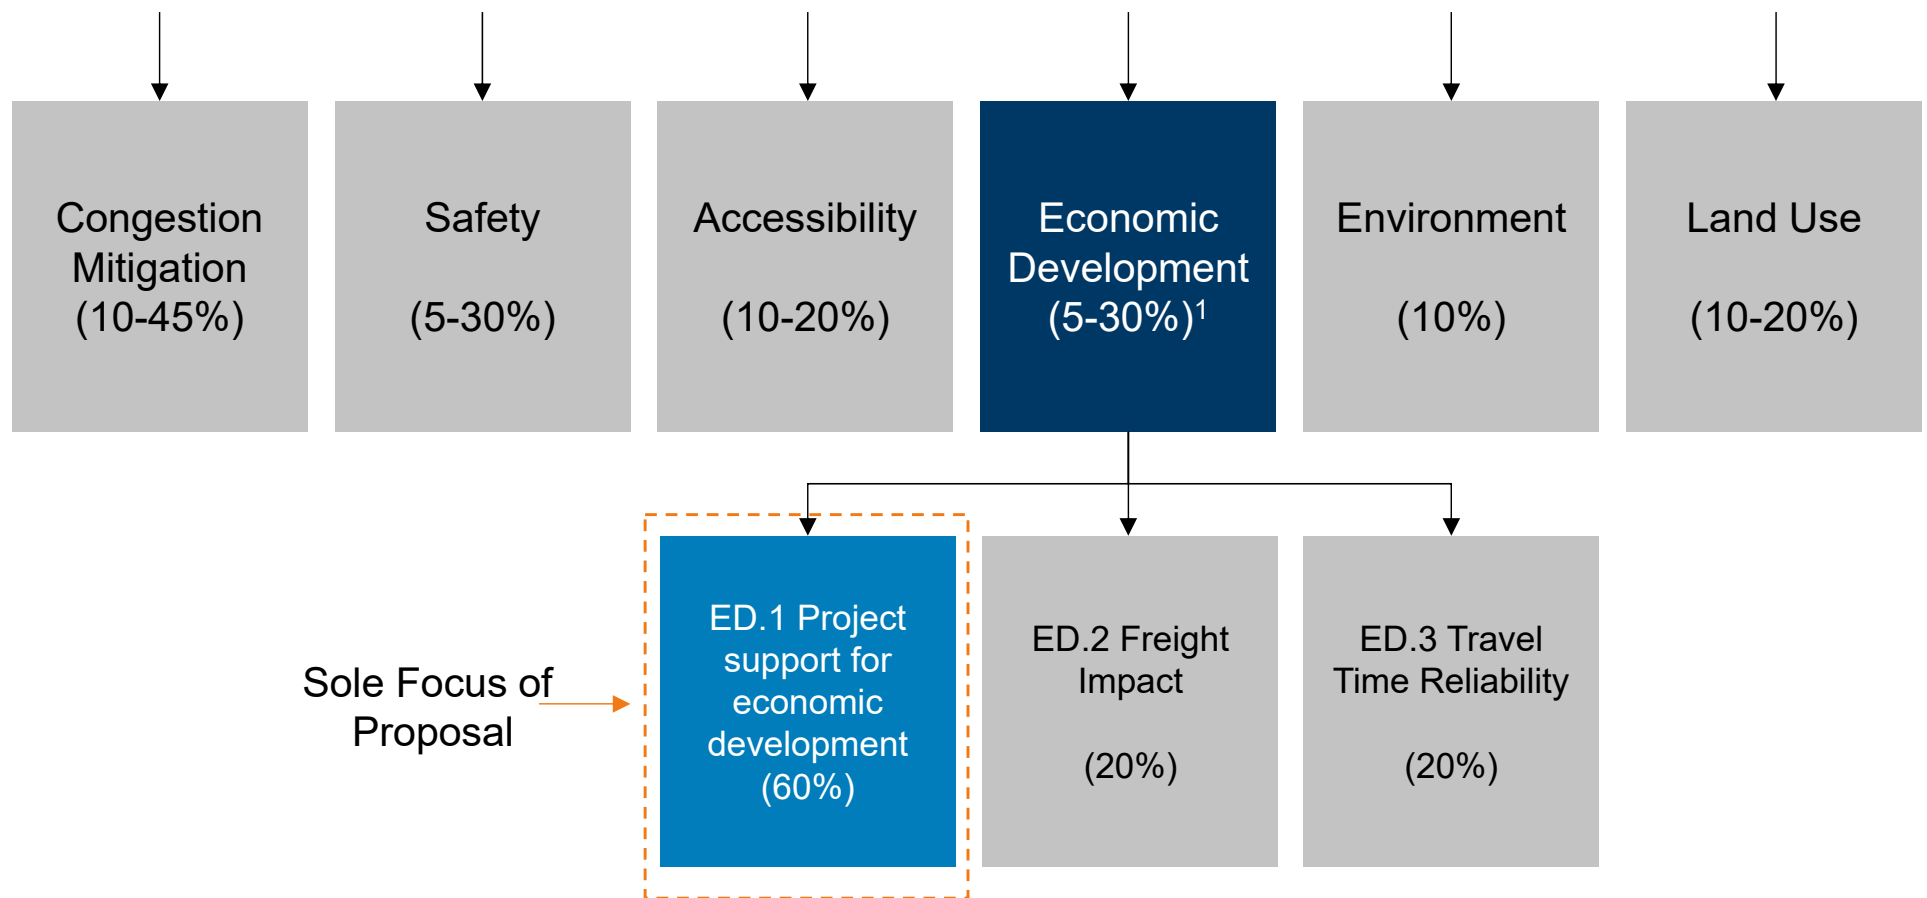 Congestion
Mitigation
(10-45%)
Safety
(5-30%)
Accessibility
(10-20%)
Economic
Development
(5-30%)¹
Environment
(10%)
Land Use
(10-20%)
Sole Focus of
Proposal
ED.1 Project
support for
economic
development
(60%)
ED.2 Freight
Impact
(20%)
ED.3 Travel
Time Reliability
(20%)